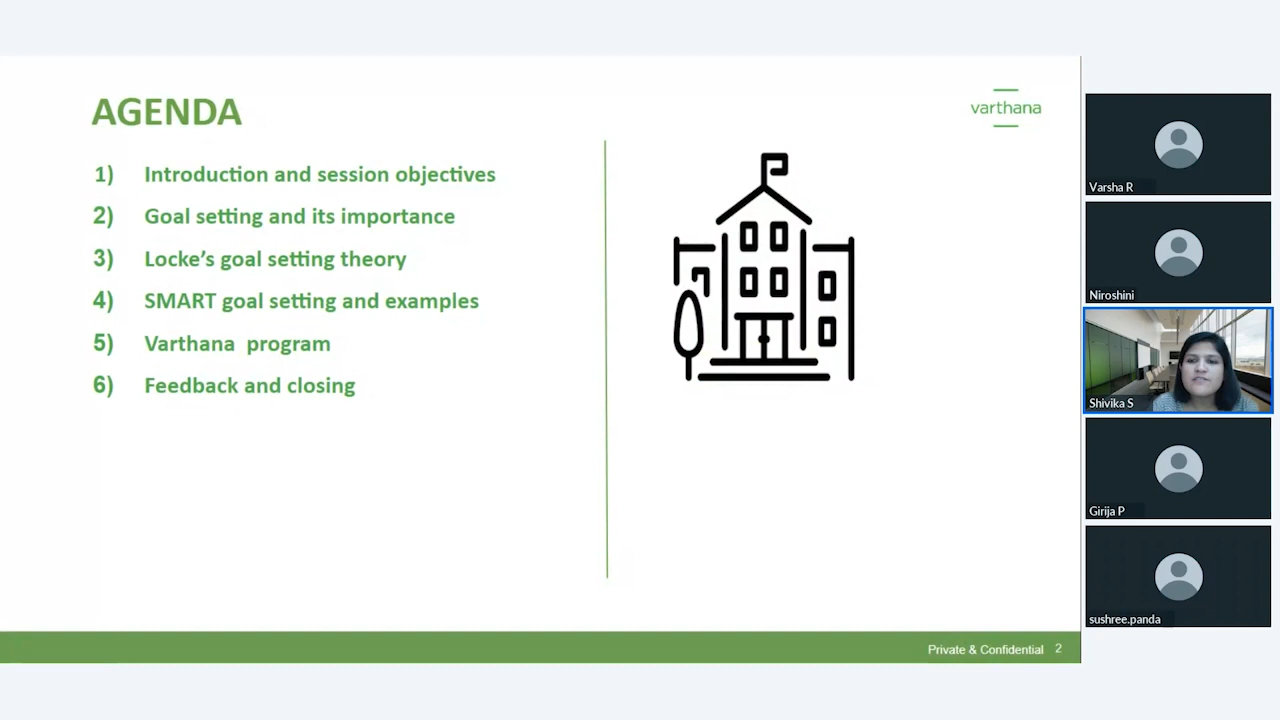 AGENDA
varthana
1) Introduction and session objectives
2) Goal setting and its importance
3) Locke’s goal setting theory
4) SMART goal setting and examples
5) Varthana program
6) Feedback and closing
Private & Confidential 2
Varsha R
Niroshini
Shivika S
Girija P
sushree.panda